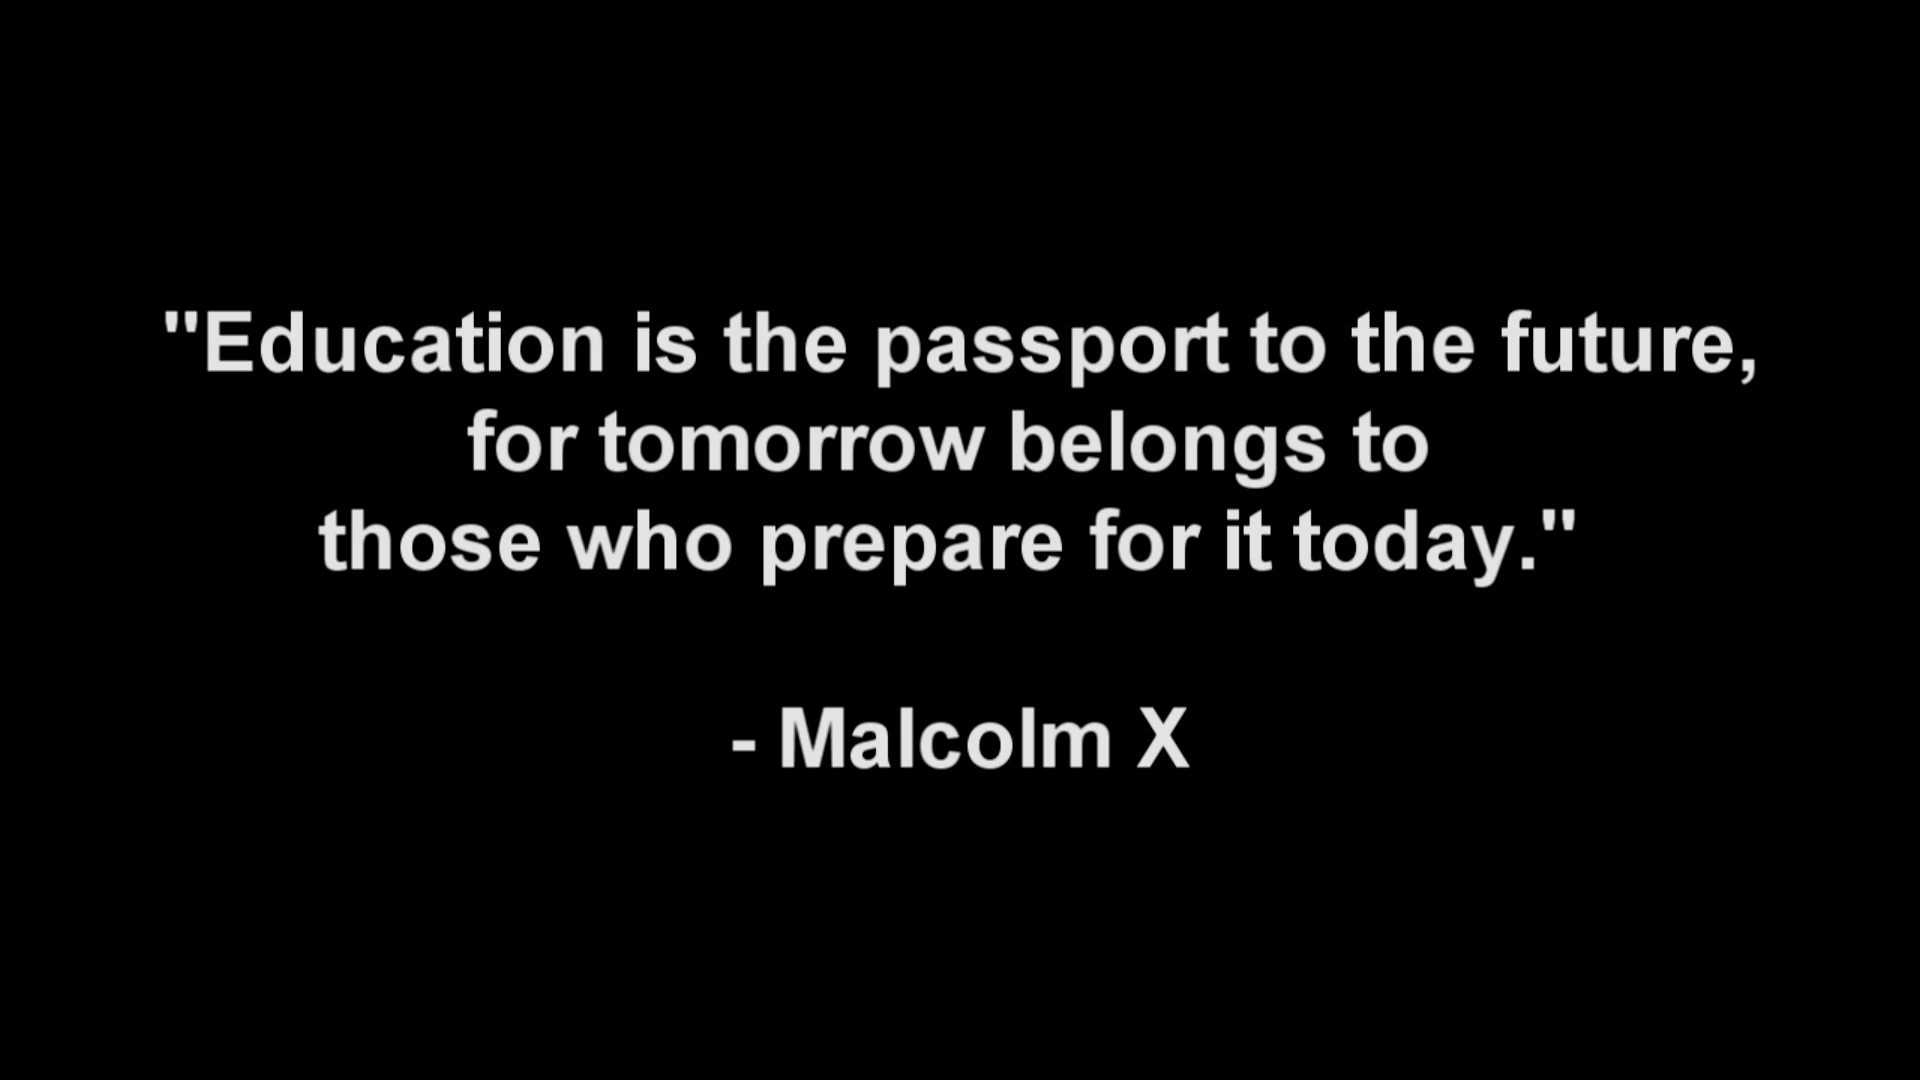 "Education is the passport to the future,
for tomorrow belongs to
those who prepare for it today."
- Malcolm X